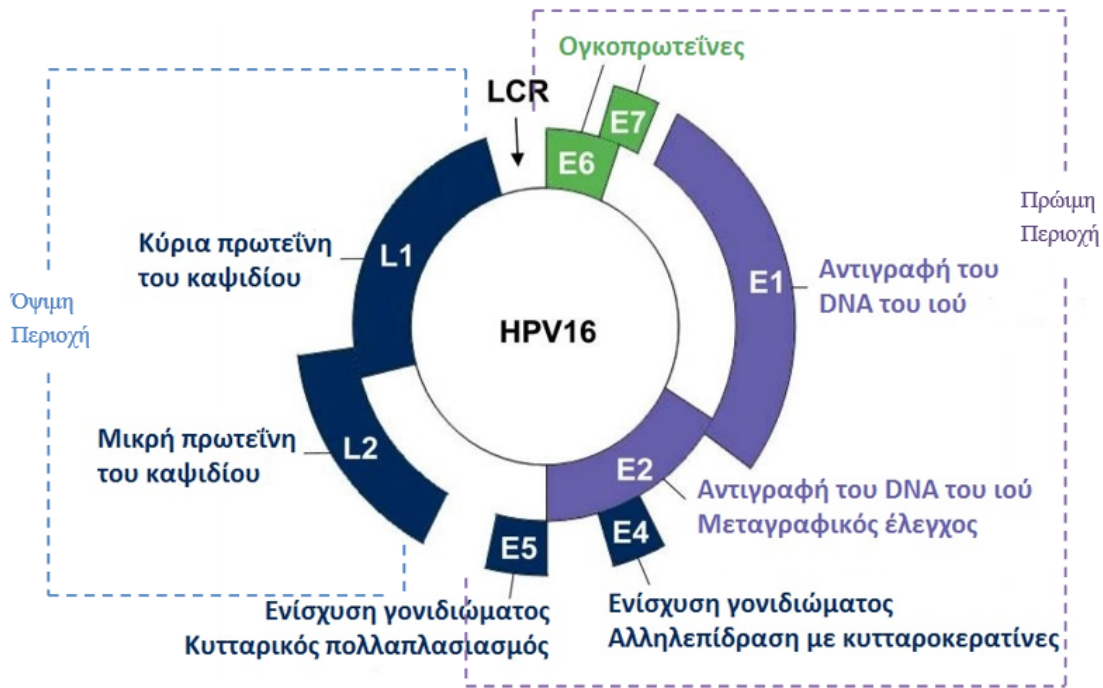 Ογκοπρωτεΐνες
LCR
E7
E6
Πρώιμη
Περιοχή
Κύρια πρωτεΐνη
του καψιδίου
L1
E1
Αντιγραφή του
DNA του ιού
Όψιμη
Περιοχή
HPV16
Μικρή πρωτεΐνη
του καψιδίου
L2
E2
Αντιγραφή του DNA του ιού
Μεταγραφικός έλεγχος
E5
E4
Ενίσχυση γονιδιώματος
Κυτταρικός πολλαπλασιασμός
Ενίσχυση γονιδιώματος
Αλληλεπίδραση με κυτταροκερατίνες